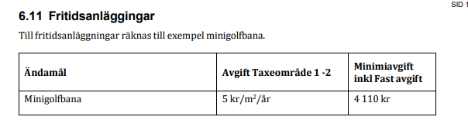 SID 1
6.11 Fritidsanläggingar
Till fritidsanläggningar räknas till exempel minigolfbana.
Ändamål Avgift Taxeområde 1 -2 Minimiavgift
inkl Fast avgift
Minigolfbana 5 kr/m²/år 4 110 kr